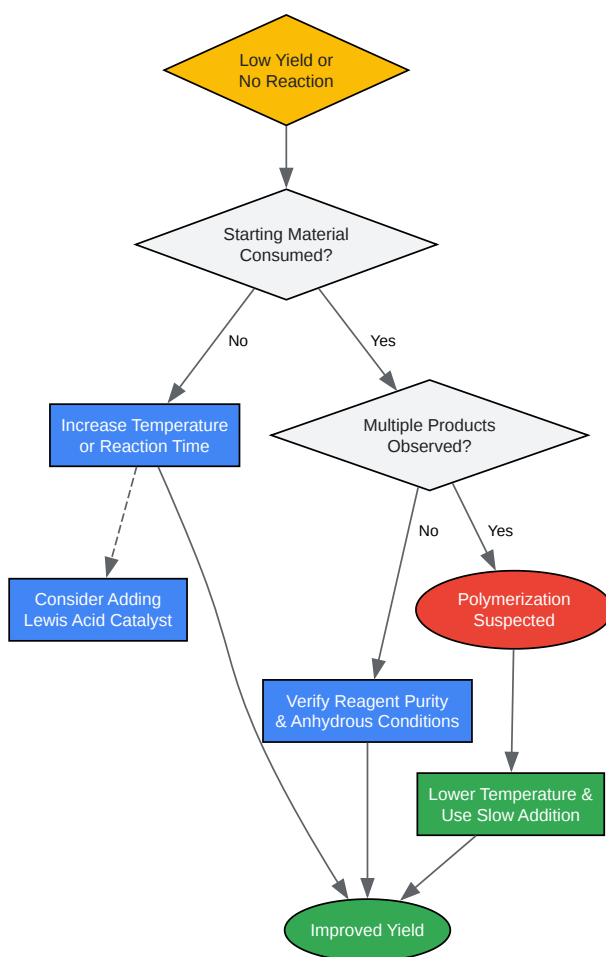 Low Yield or
No Reaction
Starting Material
Consumed?
No
Yes
Increase Temperature
or Reaction Time
Multiple Products
Observed?
No
Yes
Consider Adding
Lewis Acid Catalyst
Polymerization
Suspected
Verify Reagent Purity
& Anhydrous Conditions
Lower Temperature &
Use Slow Addition
Improved Yield